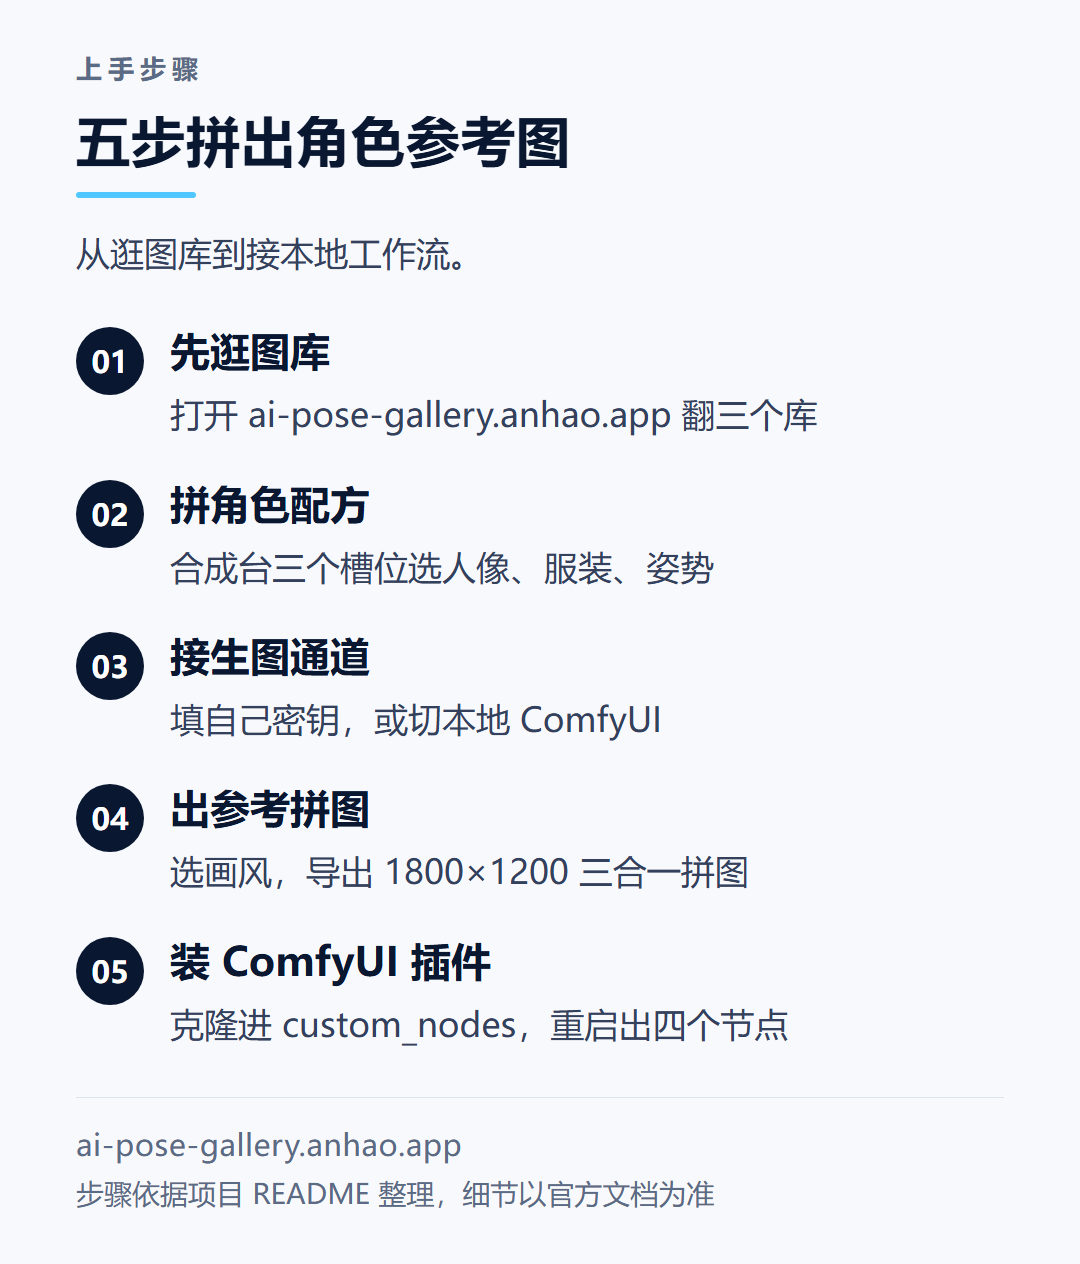 上手步骤
五步拼出角色参考图
从逛图库到接本地工作流。
01
先逛图库
打开 ai-pose-gallery.anhao.app 翻三个库
02
拼角色配方
合成台三个槽位选人像、服装、姿势
03
接生图通道
填自己密钥，或切本地 ComfyUI
04
出参考拼图
选画风，导出 1800×1200 三合一拼图
05
装 ComfyUI 插件
克隆进 custom_nodes，重启出四个节点
ai-pose-gallery.anhao.app
步骤依据项目 README 整理，细节以官方文档为准